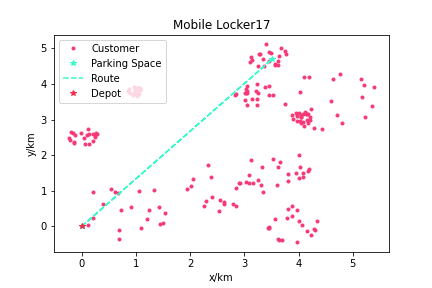 Mobile Locker17
Customer
Parking Space
Route
Depot
y/km
5
4
3
2
1
0
0 1 2 3 4 5
x/km